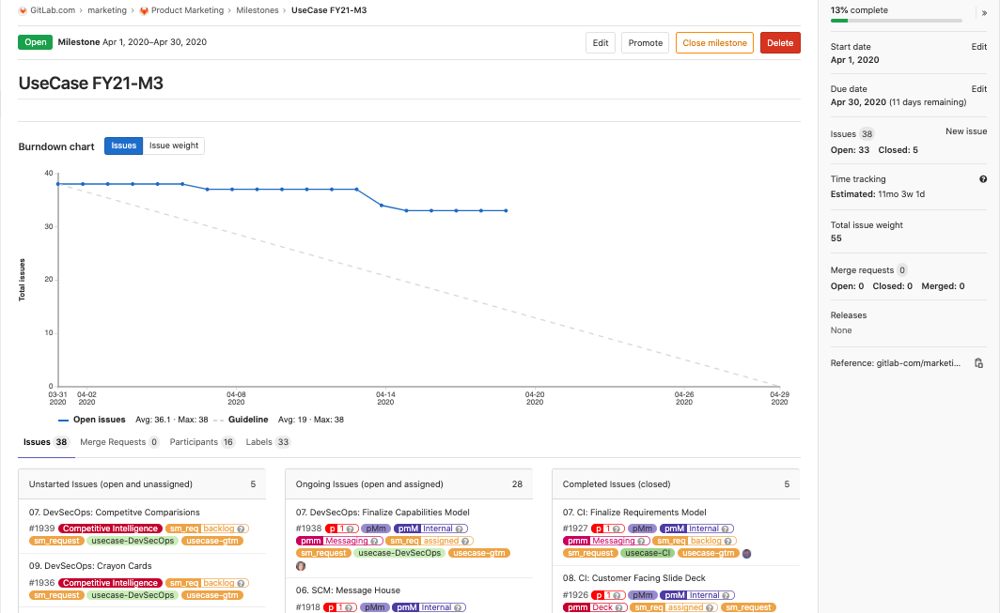 GitLab.com › marketing › Product Marketing › Milestones › UseCase FY21-M3
Open Milestone Apr 1, 2020–Apr 30, 2020 Edit Promote Close milestone Delete
UseCase FY21-M3
Burndown chart Issues Issue weight
40
30
20
10
0
Total issues
03-31 2020
04-02 2020
04-08 2020
04-14 2020
04-20 2020
04-26 2020
04-29 2020
Open issues Avg: 36.1 · Max: 38 Guideline Avg: 19 · Max: 38
Issues 38 Merge Requests 0 Participants 16 Labels 33
Unstarted Issues (open and unassigned) 5
07. DevSecOps: Competitve Comparisions
#1939 Competitive Intelligence sm_req backlog ?
sm_request usecase-DevSecOps usecase-gtm
09. DevSecOps: Crayon Cards
#1936 Competitive Intelligence sm_req backlog ?
sm_request usecase-DevSecOps usecase-gtm
Ongoing Issues (open and assigned) 28
07. DevSecOps: Finalize Capabilities Model
#1938 p 1 ? pMm pmM Internal ?
pmm Messaging ? sm_req assigned ?
sm_request usecase-DevSecOps usecase-gtm
06. SCM: Message House
#1918 p 1 ? pMm pmM Internal ?
Completed Issues (closed) 5
07. CI: Finalize Requirements Model
#1927 p 1 ? pMm pmM Internal ?
pmm Messaging ? sm_req backlog ?
sm_request usecase-CI usecase-gtm
08. CI: Customer Facing Slide Deck
#1926 p 1 ? pMm pmM Internal ?
pmm Deck ? sm_req assigned ? sm_request
13% complete »
Start date Edit
Apr 1, 2020
Due date Edit
Apr 30, 2020 (11 days remaining)
Issues 38 New issue
Open: 33 Closed: 5
Time tracking ?
Estimated: 11mo 3w 1d
Total issue weight
55
Merge requests 0
Open: 0 Closed: 0 Merged: 0
Releases
None
Reference: gitlab-com/marketi...